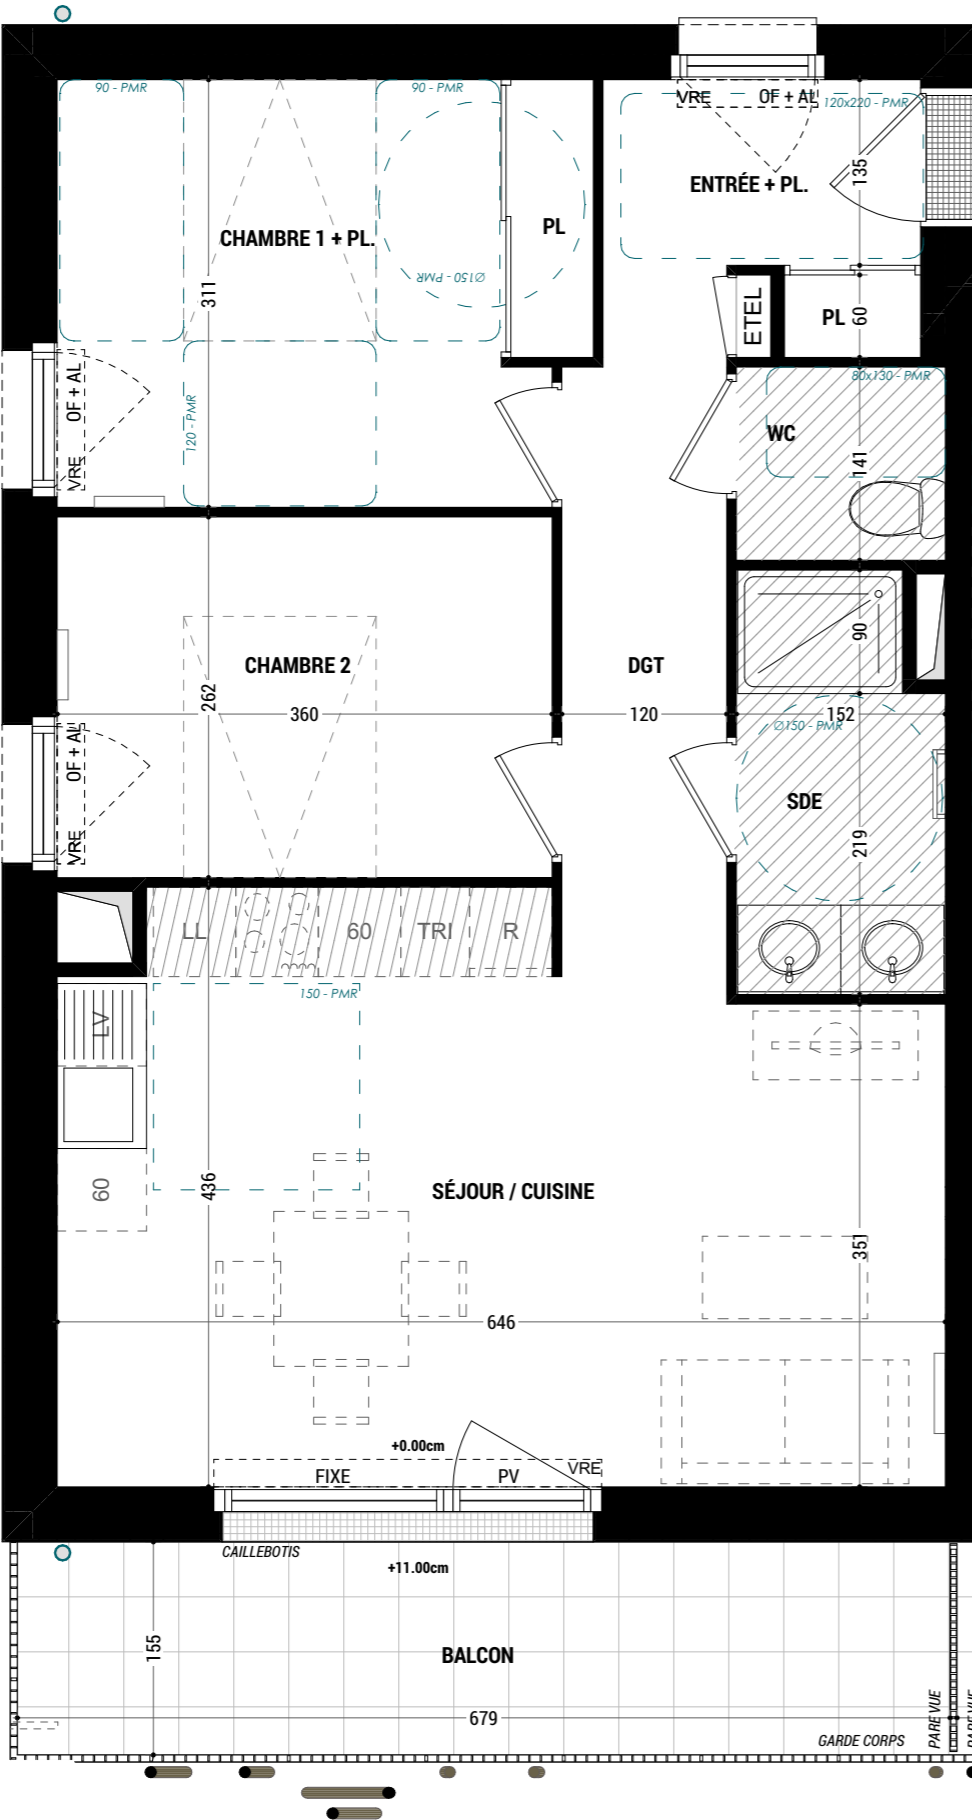 90 - PMR
90 - PMR
VRE
OF + AL
120x220 - PMR
135
ENTRÉE + PL.
CHAMBRE 1 + PL.
PL
Ø150 - PMR
311
ETEL
PL
60
80x130 - PMR
OF + AL
VRE
120 - PMR
WC
141
90
CHAMBRE 2
DGT
262
360
120
152
Ø150 - PMR
OF + AL
VRE
SDE
219
LL
60
TRI
R
150 - PMR
LV
60
436
SÉJOUR / CUISINE
351
646
+0.00cm
FIXE
PV
VRE
CAILLEBOTIS
+11.00cm
155
BALCON
679
GARDE CORPS
PARE VUE
PARE VUE